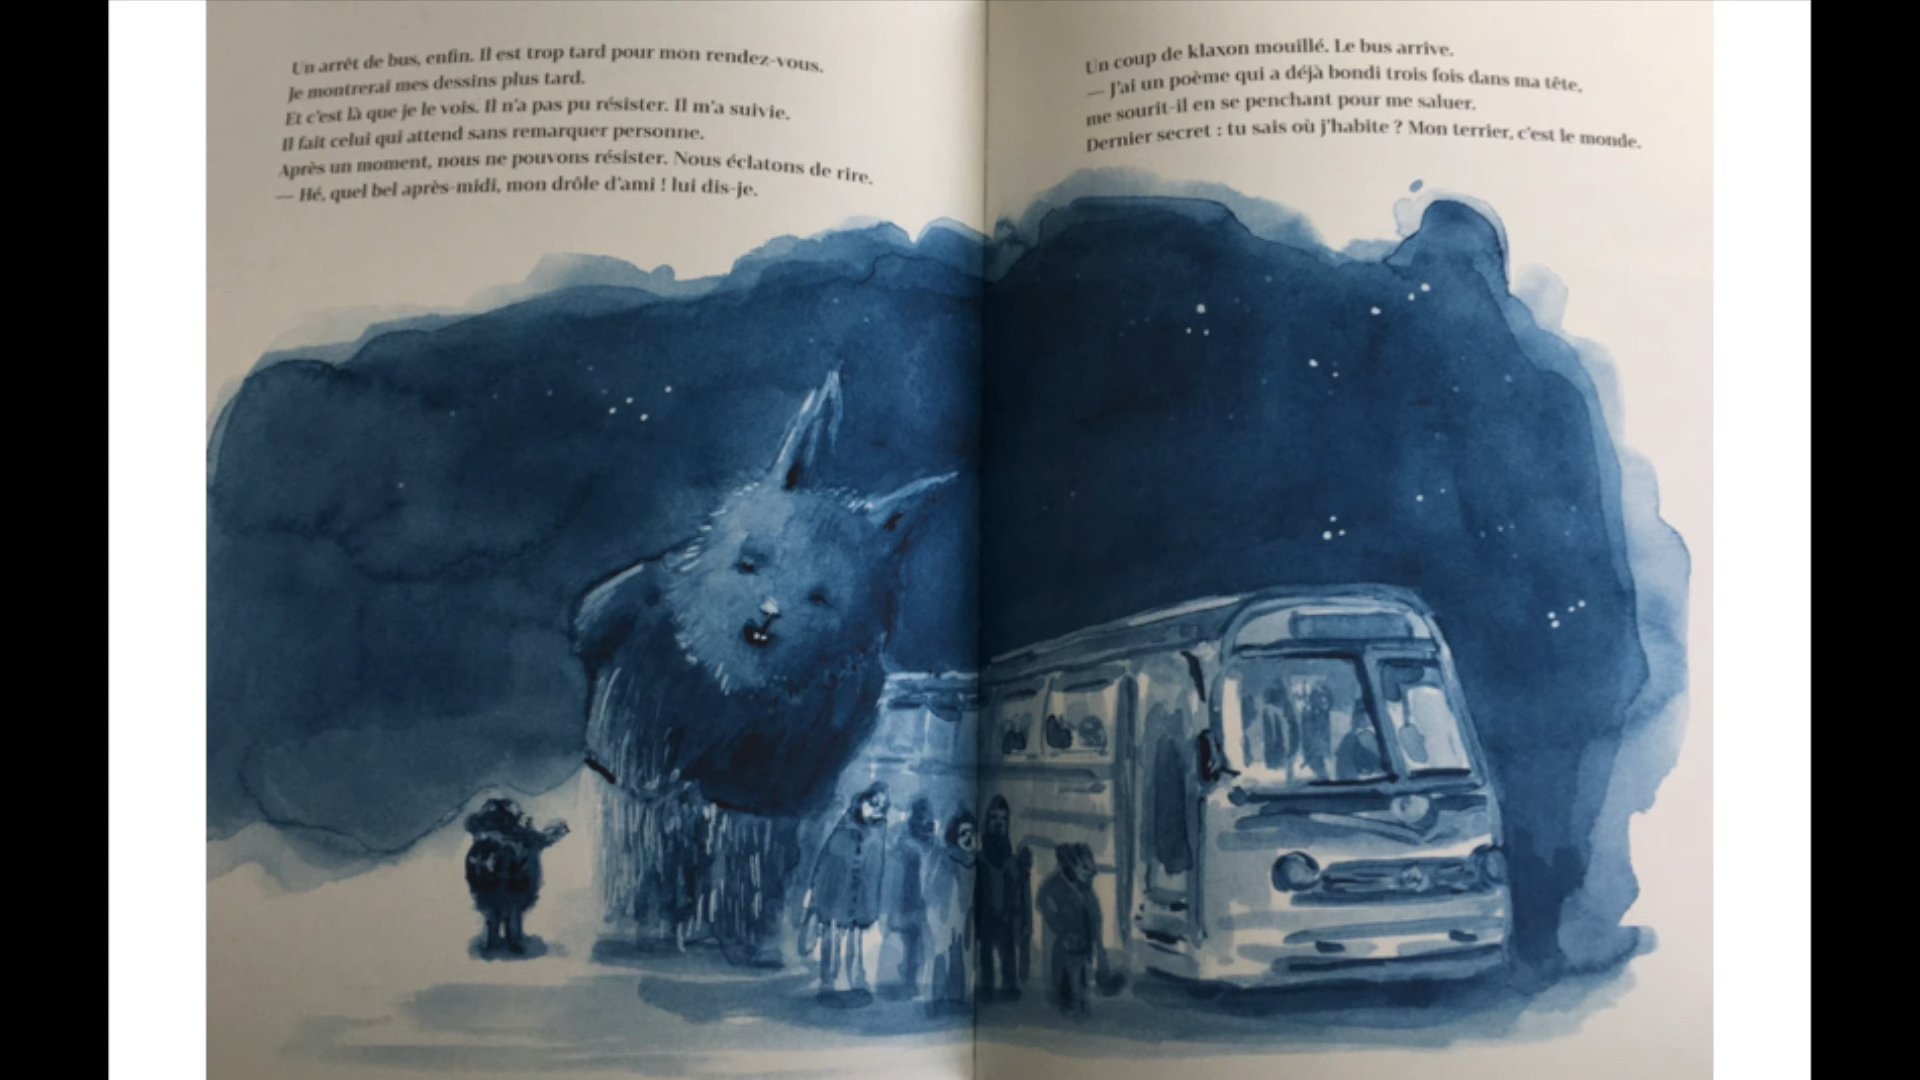 Un arrêt de bus, enfin. Il est trop tard pour mon rendez-vous.
Je montrerai mes dessins plus tard.
Et c'est là que je le vois. Il n'a pas pu résister. Il m'a suivie.
Il fait celui qui attend sans remarquer personne.
Après un moment, nous ne pouvons résister. Nous éclatons de rire.
— Hé, quel bel après-midi, mon drôle d'ami ! lui dis-je.
Un coup de klaxon mouillé. Le bus arrive.
— J'ai un poème qui a déjà bondi trois fois dans ma tête,
me sourit-il en se penchant pour me saluer.
Dernier secret : tu sais où j'habite ? Mon terrier, c'est le monde.